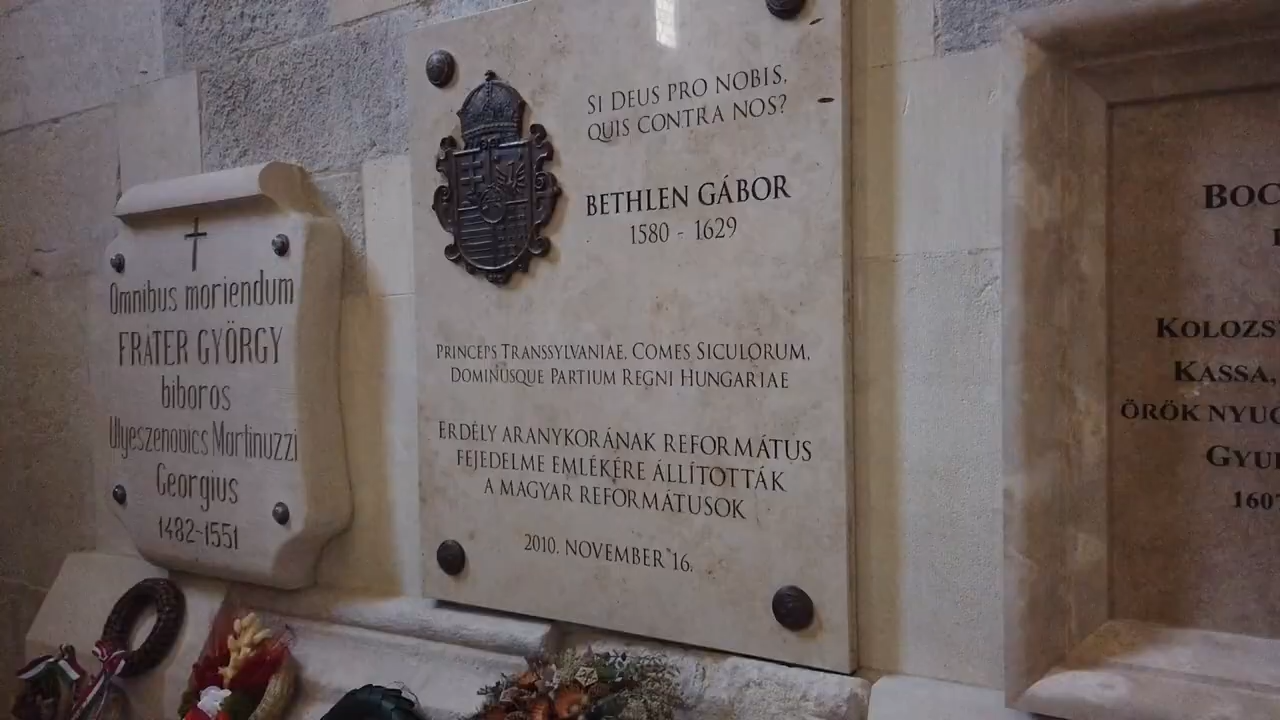 Omnibus moriendum
FRÁTER GYÖRGY
biboros
Ulyeszenovics Martinuzzi
Georgius
1482-1551
SI DEUS PRO NOBIS,
QUIS CONTRA NOS?
BETHLEN GÁBOR
1580 - 1629
PRINCEPS TRANSSYLVANIAE, COMES SICULORUM,
DOMINUSQUE PARTIUM REGNI HUNGARIAE
ERDÉLY ARANYKORÁNAK REFORMÁTUS
FEJEDELME EMLÉKÉRE ÁLLÍTOTTÁK
A MAGYAR REFORMÁTUSOK
2010. NOVEMBER 16.
KASSA,
ÖRÖK